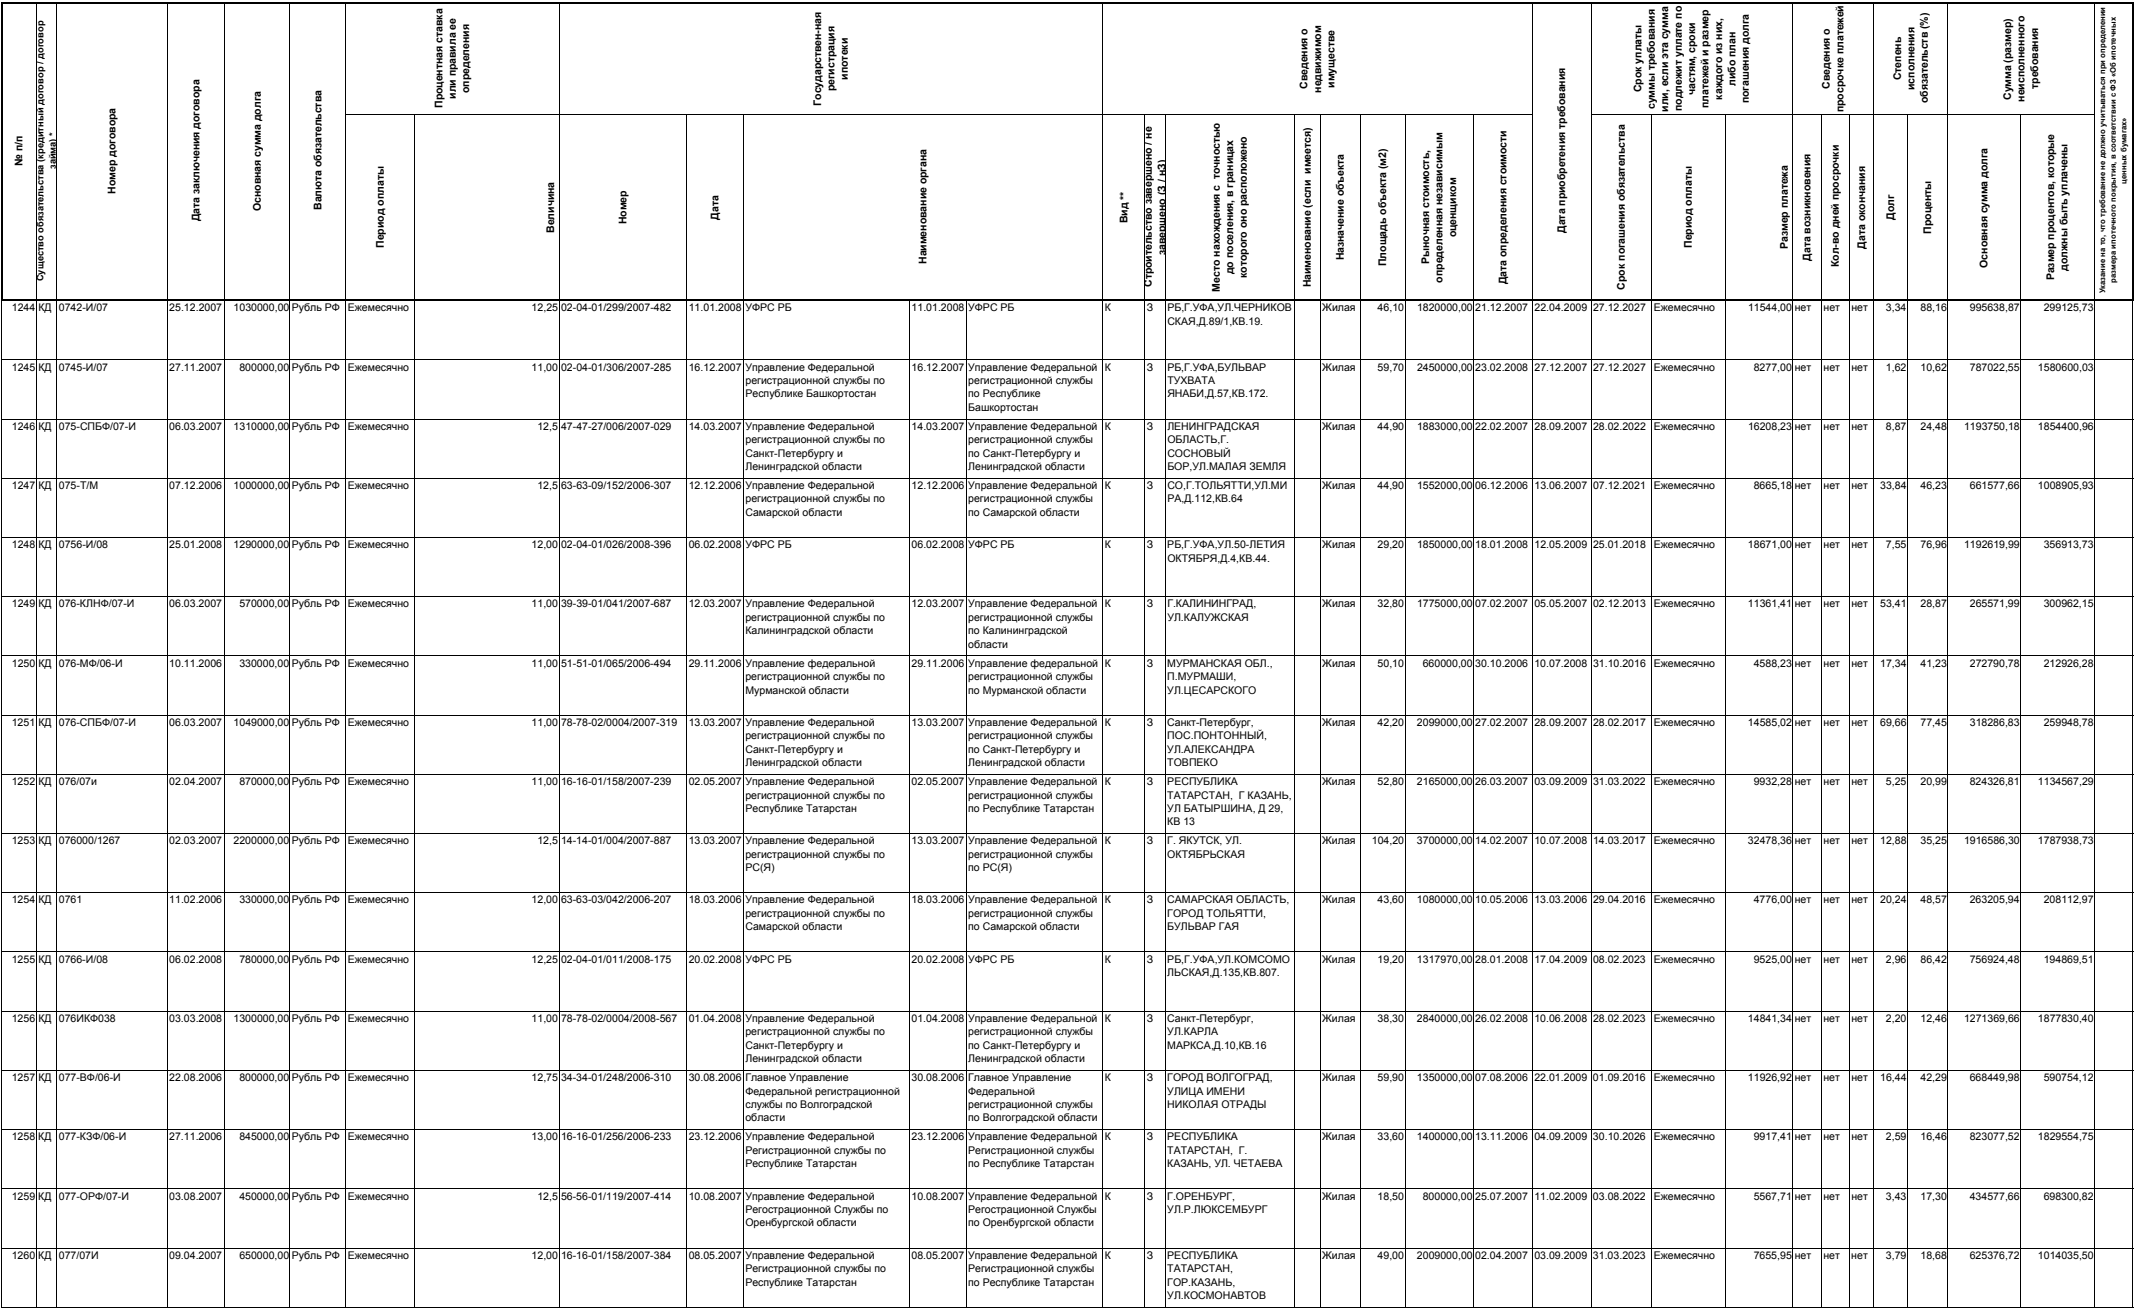 № п/п
Существо обязательства (кредитный договор / договор займа) *
Номер договора
Дата заключения договора
Основная сумма долга
Валюта обязательства
Процентная ставка или правила ее определения
Период оплаты
Величина
Государствен-ная регистрация ипотеки
Номер
Дата
Наименование органа
Сведения о недвижимом имуществе
Вид **
Строительство завершено / не завершено (З / нЗ)
Место нахождения с точностью до поселения, в границах которого оно расположено
Наименование (если имеется)
Назначение объекта
Площадь объекта (м2)
Рыночная стоимость, определенная независимым оценщиком
Дата определения стоимости
Дата приобретения требования
Срок уплаты суммы требования или, если эта сумма подлежит уплате по частям, сроки платежей и размер каждого из них, либо план погашения долга
Срок погашения обязательства
Период оплаты
Размер платежа
Сведения о просрочке платежей
Дата возникновения
Кол-во дней просрочки
Дата окончания
Степень исполнения обязательств (%)
Долг
Проценты
Сумма (размер) неисполненного требования
Основная сумма долга
Размер процентов, которые должны быть уплачены
Указание на то, что требование не должно учитываться при определении размера ипотечного покрытия, в соответствии с ФЗ «Об ипотечных ценных бумагах»
1244 КД 0742-И/07 25.12.2007 1030000,00 Рубль РФ Ежемесячно 12,25 02-04-01/299/2007-482 11.01.2008 УФРС РБ 11.01.2008 УФРС РБ К З РБ,Г.УФА,УЛ.ЧЕРНИКОВСКАЯ,Д.89/1,КВ.19. Жилая 46,10 1820000,00 21.12.2007 22.04.2009 27.12.2027 Ежемесячно 11544,00 нет нет нет 3,34 88,16 995638,87 299125,73
1245 КД 0745-И/07 27.11.2007 800000,00 Рубль РФ Ежемесячно 11,00 02-04-01/306/2007-285 16.12.2007 Управление Федеральной регистрационной службы по Республике Башкортостан 16.12.2007 Управление Федеральной регистрационной службы по Республике Башкортостан К З РБ,Г.УФА,БУЛЬВАР ТУХВАТА ЯНАБИ,Д.57,КВ.172. Жилая 59,70 2450000,00 23.02.2008 27.12.2007 27.12.2027 Ежемесячно 8277,00 нет нет нет 1,62 10,62 787022,55 1580600,03
1246 КД 075-СПБФ/07-И 06.03.2007 1310000,00 Рубль РФ Ежемесячно 12,5 47-47-27/006/2007-029 14.03.2007 Управление Федеральной регистрационной службы по Санкт-Петербургу и Ленинградской области 14.03.2007 Управление Федеральной регистрационной службы по Санкт-Петербургу и Ленинградской области К З ЛЕНИНГРАДСКАЯ ОБЛАСТЬ,Г. СОСНОВЫЙ БОР,УЛ.МАЛАЯ ЗЕМЛЯ Жилая 44,90 1883000,00 22.02.2007 28.09.2007 28.02.2022 Ежемесячно 16208,23 нет нет нет 8,87 24,48 1193750,18 1854400,96
1247 КД 075-Т/М 07.12.2006 1000000,00 Рубль РФ Ежемесячно 12,5 63-63-09/152/2006-307 12.12.2006 Управление Федеральной регистрационной службы по Самарской области 12.12.2006 Управление Федеральной регистрационной службы по Самарской области К З СО,Г.ТОЛЬЯТТИ,УЛ.МИРА,Д.112,КВ.64 Жилая 44,90 1552000,00 06.12.2006 13.06.2007 07.12.2021 Ежемесячно 8665,18 нет нет нет 33,84 46,23 661577,66 1008905,93
1248 КД 0756-И/08 25.01.2008 1290000,00 Рубль РФ Ежемесячно 12,00 02-04-01/026/2008-396 06.02.2008 УФРС РБ 06.02.2008 УФРС РБ К З РБ,Г.УФА,УЛ.50-ЛЕТИЯ ОКТЯБРЯ,Д.4,КВ.44. Жилая 29,20 1850000,00 18.01.2008 12.05.2009 25.01.2018 Ежемесячно 18671,00 нет нет нет 7,55 76,96 1192619,99 356913,73
1249 КД 076-КЛНФ/07-И 06.03.2007 570000,00 Рубль РФ Ежемесячно 11,00 39-39-01/041/2007-687 12.03.2007 Управление Федеральной регистрационной службы по Калининградской области 12.03.2007 Управление Федеральной регистрационной службы по Калининградской области К З Г.КАЛИНИНГРАД, УЛ.КАЛУЖСКАЯ Жилая 32,80 1775000,00 07.02.2007 05.05.2007 02.12.2013 Ежемесячно 11361,41 нет нет нет 53,41 28,87 265571,99 300962,15
1250 КД 076-МФ/06-И 10.11.2006 330000,00 Рубль РФ Ежемесячно 11,00 51-51-01/065/2006-494 29.11.2006 Управление федеральной регистрационной службы по Мурманской области 29.11.2006 Управление федеральной регистрационной службы по Мурманской области К З МУРМАНСКАЯ ОБЛ., П.МУРМАШИ, УЛ.ЦЕСАРСКОГО Жилая 50,10 660000,00 30.10.2006 10.07.2008 31.10.2016 Ежемесячно 4588,23 нет нет нет 17,34 41,23 272790,78 212926,28
1251 КД 076-СПБФ/07-И 06.03.2007 1049000,00 Рубль РФ Ежемесячно 11,00 78-78-02/0004/2007-319 13.03.2007 Управление Федеральной регистрационной службы по Санкт-Петербургу и Ленинградской области 13.03.2007 Управление Федеральной регистрационной службы по Санкт-Петербургу и Ленинградской области К З Санкт-Петербург, ПОС.ПОНТОННЫЙ, УЛ.АЛЕКСАНДРА ТОВПЕКО Жилая 42,20 2099000,00 27.02.2007 28.09.2007 28.02.2017 Ежемесячно 14585,02 нет нет нет 69,66 77,45 318286,83 259948,78
1252 КД 076/07и 02.04.2007 870000,00 Рубль РФ Ежемесячно 11,00 16-16-01/158/2007-239 02.05.2007 Управление Федеральной регистрационной службы по Республике Татарстан 02.05.2007 Управление Федеральной регистрационной службы по Республике Татарстан К З РЕСПУБЛИКА ТАТАРСТАН, Г КАЗАНЬ, УЛ БАТЫРШИНА, Д 29, КВ 13 Жилая 52,80 2165000,00 26.03.2007 03.09.2009 31.03.2022 Ежемесячно 9932,28 нет нет нет 5,25 20,99 824326,81 1134567,29
1253 КД 076000/1267 02.03.2007 2200000,00 Рубль РФ Ежемесячно 12,5 14-14-01/004/2007-887 13.03.2007 Управление Федеральной регистрационной службы по РС(Я) 13.03.2007 Управление Федеральной регистрационной службы по РС(Я) К З Г. ЯКУТСК, УЛ. ОКТЯБРЬСКАЯ Жилая 104,20 3700000,00 14.02.2007 10.07.2008 14.03.2017 Ежемесячно 32478,36 нет нет нет 12,88 35,25 1916586,30 1787938,73
1254 КД 0761 11.02.2006 330000,00 Рубль РФ Ежемесячно 12,00 63-63-03/042/2006-207 18.03.2006 Управление Федеральной регистрационной службы по Самарской области 18.03.2006 Управление Федеральной регистрационной службы по Самарской области К З САМАРСКАЯ ОБЛАСТЬ, ГОРОД ТОЛЬЯТТИ, БУЛЬВАР ГАЯ Жилая 43,60 1080000,00 10.05.2006 13.03.2006 29.04.2016 Ежемесячно 4776,00 нет нет нет 20,24 48,57 263205,94 208112,97
1255 КД 0766-И/08 06.02.2008 780000,00 Рубль РФ Ежемесячно 12,25 02-04-01/011/2008-175 20.02.2008 УФРС РБ 20.02.2008 УФРС РБ К З РБ,Г.УФА,УЛ.КОМСОМОЛЬСКАЯ,Д.135,КВ.807. Жилая 19,20 1317970,00 28.01.2008 17.04.2009 08.02.2023 Ежемесячно 9525,00 нет нет нет 2,96 86,42 756924,48 194869,51
1256 КД 076ИКФ038 03.03.2008 1300000,00 Рубль РФ Ежемесячно 11,00 78-78-02/0004/2008-567 01.04.2008 Управление Федеральной регистрационной службы по Санкт-Петербургу и Ленинградской области 01.04.2008 Управление Федеральной регистрационной службы по Санкт-Петербургу и Ленинградской области К З Санкт-Петербург, УЛ.КАРЛА МАРКСА,Д.10,КВ.16 Жилая 38,30 2840000,00 26.02.2008 10.06.2008 28.02.2023 Ежемесячно 14841,34 нет нет нет 2,20 12,46 1271369,66 1877830,40
1257 КД 077-ВФ/06-И 22.08.2006 800000,00 Рубль РФ Ежемесячно 12,75 34-34-01/248/2006-310 30.08.2006 Главное Управление Федеральной регистрационной службы по Волгоградской области 30.08.2006 Главное Управление Федеральной регистрационной службы по Волгоградской области К З ГОРОД ВОЛГОГРАД, УЛИЦА ИМЕНИ НИКОЛАЯ ОТРАДЫ Жилая 59,90 1350000,00 07.08.2006 22.01.2009 01.09.2016 Ежемесячно 11926,92 нет нет нет 16,44 42,29 668449,98 590754,12
1258 КД 077-КЗФ/06-И 27.11.2006 845000,00 Рубль РФ Ежемесячно 13,00 16-16-01/256/2006-233 23.12.2006 Управление Федеральной Регистрационной службы по Республике Татарстан 23.12.2006 Управление Федеральной Регистрационной службы по Республике Татарстан К З РЕСПУБЛИКА ТАТАРСТАН, Г. КАЗАНЬ, УЛ. ЧЕТАЕВА Жилая 33,60 1400000,00 13.11.2006 04.09.2009 30.10.2026 Ежемесячно 9917,41 нет нет нет 2,59 16,46 823077,52 1829554,75
1259 КД 077-ОРФ/07-И 03.08.2007 450000,00 Рубль РФ Ежемесячно 12,5 56-56-01/119/2007-414 10.08.2007 Управление Федеральной Регострационной Службы по Оренбургской области 10.08.2007 Управление Федеральной Регострационной Службы по Оренбургской области К З Г.ОРЕНБУРГ, УЛ.Р.ЛЮКСЕМБУРГ Жилая 18,50 800000,00 25.07.2007 11.02.2009 03.08.2022 Ежемесячно 5567,71 нет нет нет 3,43 17,30 434577,66 698300,82
1260 КД 077/07И 09.04.2007 650000,00 Рубль РФ Ежемесячно 12,00 16-16-01/158/2007-384 08.05.2007 Управление Федеральной Регистрационной службы по Республике Татарстан 08.05.2007 Управление Федеральной Регистрационной службы по Республике Татарстан К З РЕСПУБЛИКА ТАТАРСТАН, ГОР.КАЗАНЬ, УЛ.КОСМОНАВТОВ Жилая 49,00 2009000,00 02.04.2007 03.09.2009 31.03.2023 Ежемесячно 7655,95 нет нет нет 3,79 18,68 625376,72 1014035,50